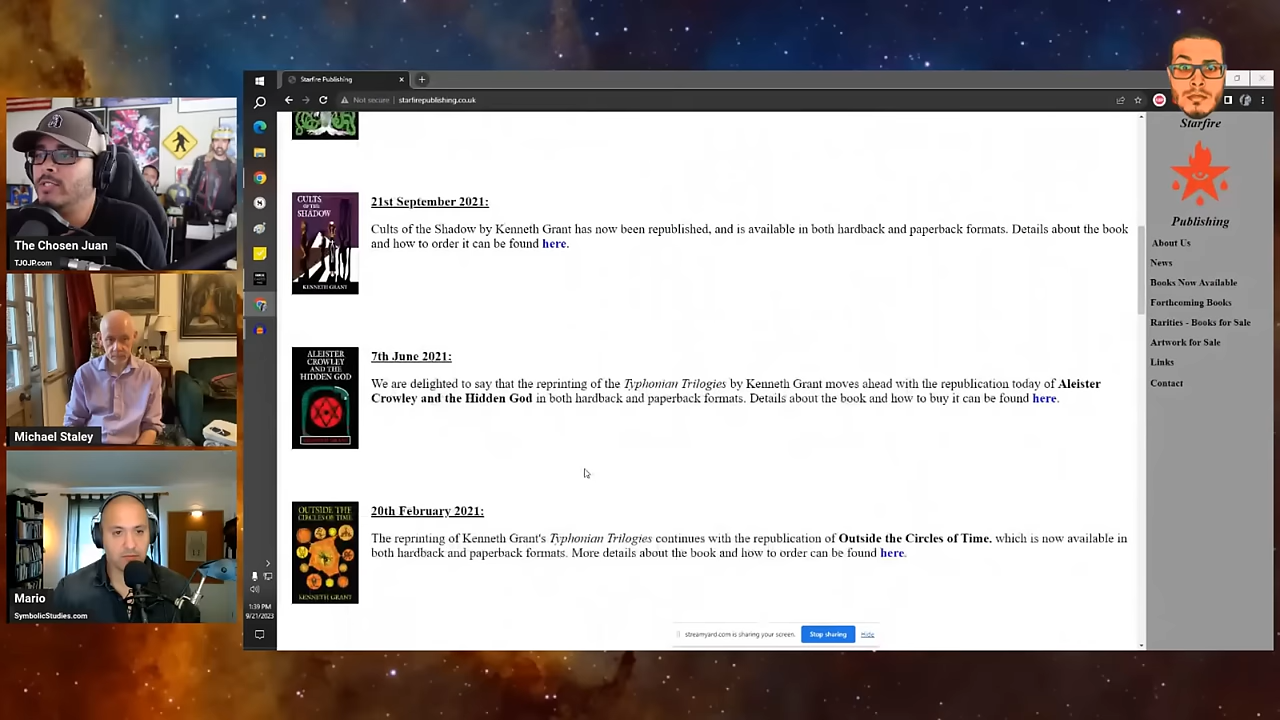 Starfire Publishing
Not secure
starfirepublishing.co.uk
The Chosen Juan
TJOJP.com
Michael Staley
Mario
SymbolicStudies.com
CULTS
OF THE
SHADOW
KENNETH GRANT
21st September 2021:
Cults of the Shadow by Kenneth Grant has now been republished, and is available in both hardback and paperback formats. Details about the book
and how to order it can be found here.
ALEISTER
CROWLEY
AND THE
HIDDEN GOD
7th June 2021:
We are delighted to say that the reprinting of the Typhonian Trilogies by Kenneth Grant moves ahead with the republication today of Aleister
Crowley and the Hidden God in both hardback and paperback formats. Details about the book and how to buy it can be found here.
OUTSIDE THE
CIRCLES OF TIME
KENNETH GRANT
20th February 2021:
The reprinting of Kenneth Grant's Typhonian Trilogies continues with the republication of Outside the Circles of Time, which is now available in
both hardback and paperback formats. More details about the book and how to order can be found here.
Starfire
Publishing
About Us
News
Books Now Available
Forthcoming Books
Rarities - Books for Sale
Artwork for Sale
Links
Contact
1:39 PM
9/21/2023
streamyard.com is sharing your screen.
Stop sharing
Hide